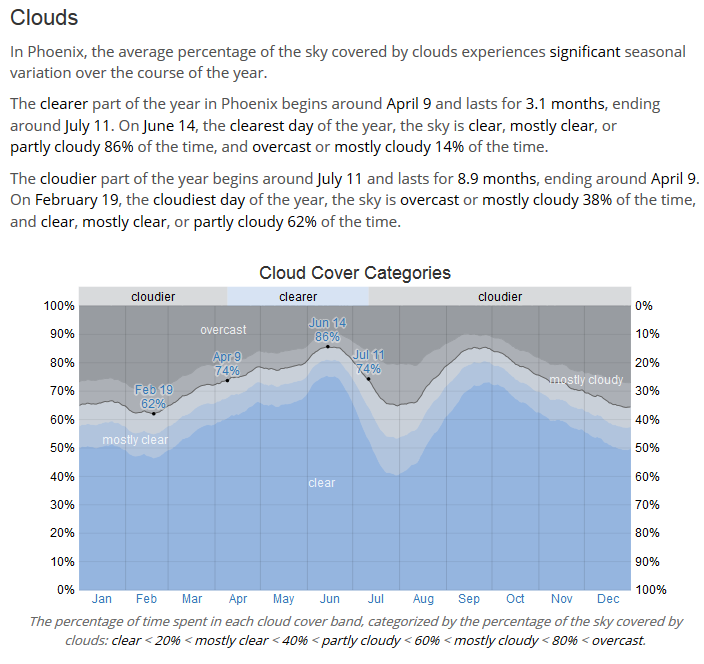 Clouds
In Phoenix, the average percentage of the sky covered by clouds experiences significant seasonal
variation over the course of the year.
The clearer part of the year in Phoenix begins around April 9 and lasts for 3.1 months, ending
around July 11. On June 14, the clearest day of the year, the sky is clear, mostly clear, or
partly cloudy 86% of the time, and overcast or mostly cloudy 14% of the time.
The cloudier part of the year begins around July 11 and lasts for 8.9 months, ending around April 9.
On February 19, the cloudiest day of the year, the sky is overcast or mostly cloudy 38% of the time,
and clear, mostly clear, or partly cloudy 62% of the time.
Cloud Cover Categories
cloudier clearer cloudier
100% 0%
overcast
Jun 14
90% 86% 10%
Apr 9 Jul 11
80% 74% 74% 20%
mostly cloudy
70% Feb 19 30%
62%
60% 40%
mostly clear
50% 50%
40% clear 60%
30% 70%
20% 80%
10% 90%
0% 100%
Jan Feb Mar Apr May Jun Jul Aug Sep Oct Nov Dec
The percentage of time spent in each cloud cover band, categorized by the percentage of the sky covered by
clouds: clear < 20% < mostly clear < 40% < partly cloudy < 60% < mostly cloudy < 80% < overcast.